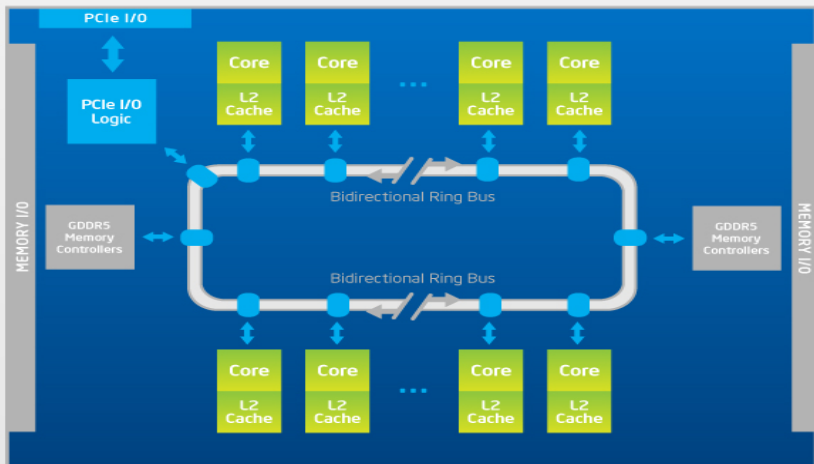 PCIe I/O
PCIe I/O
Logic
Core
L2
Cache
Core
L2
Cache
...
Core
L2
Cache
Core
L2
Cache
Bidirectional Ring Bus
MEMORY I/O
GDDR5
Memory
Controllers
GDDR5
Memory
Controllers
MEMORY I/O
Bidirectional Ring Bus
Core
L2
Cache
Core
L2
Cache
...
Core
L2
Cache
Core
L2
Cache